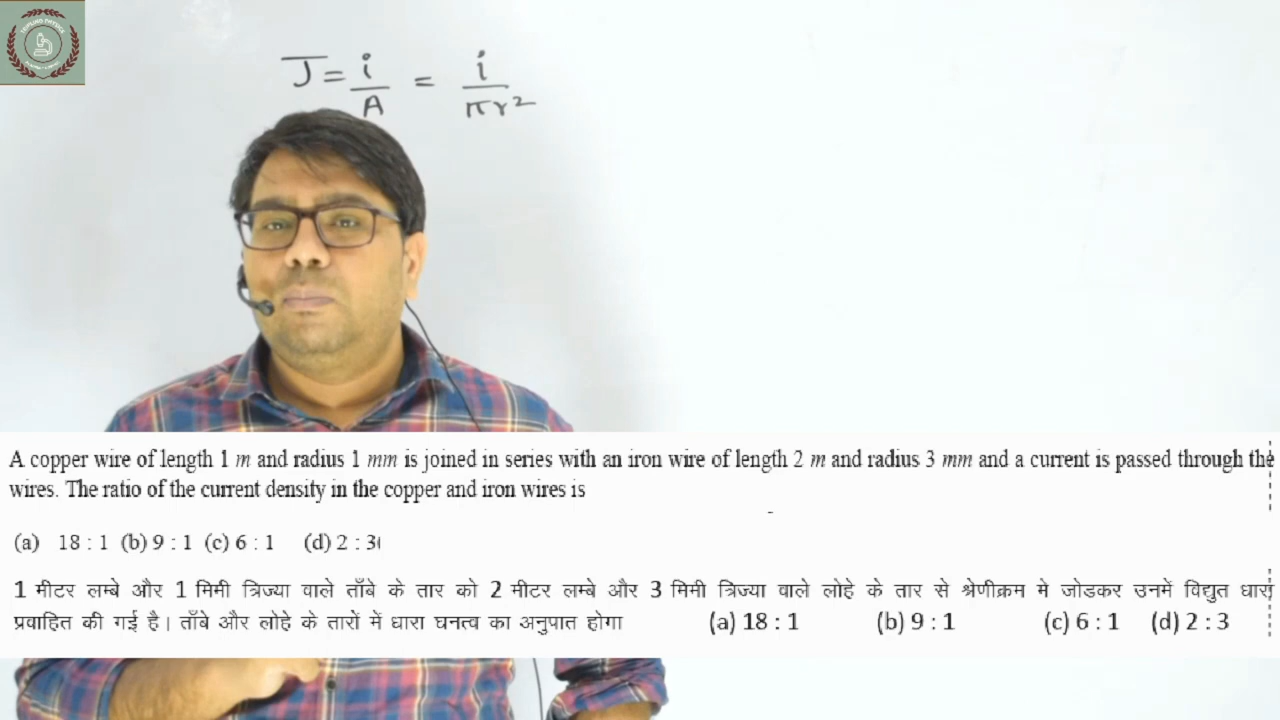 J = i/A = i/πr²
A copper wire of length 1 m and radius 1 mm is joined in series with an iron wire of length 2 m and radius 3 mm and a current is passed through the
wires. The ratio of the current density in the copper and iron wires is
(a) 18 : 1 (b) 9 : 1 (c) 6 : 1 (d) 2 : 3
1 मीटर लम्बे और 1 मिमी त्रिज्या वाले ताँबे के तार को 2 मीटर लम्बे और 3 मिमी त्रिज्या वाले लोहे के तार से श्रेणीक्रम मे जोडकर उनमें विद्युत धारा
प्रवाहित की गई है। ताँबे और लोहे के तारों में धारा घनत्व का अनुपात होगा (a) 18 : 1 (b) 9 : 1 (c) 6 : 1 (d) 2 : 3